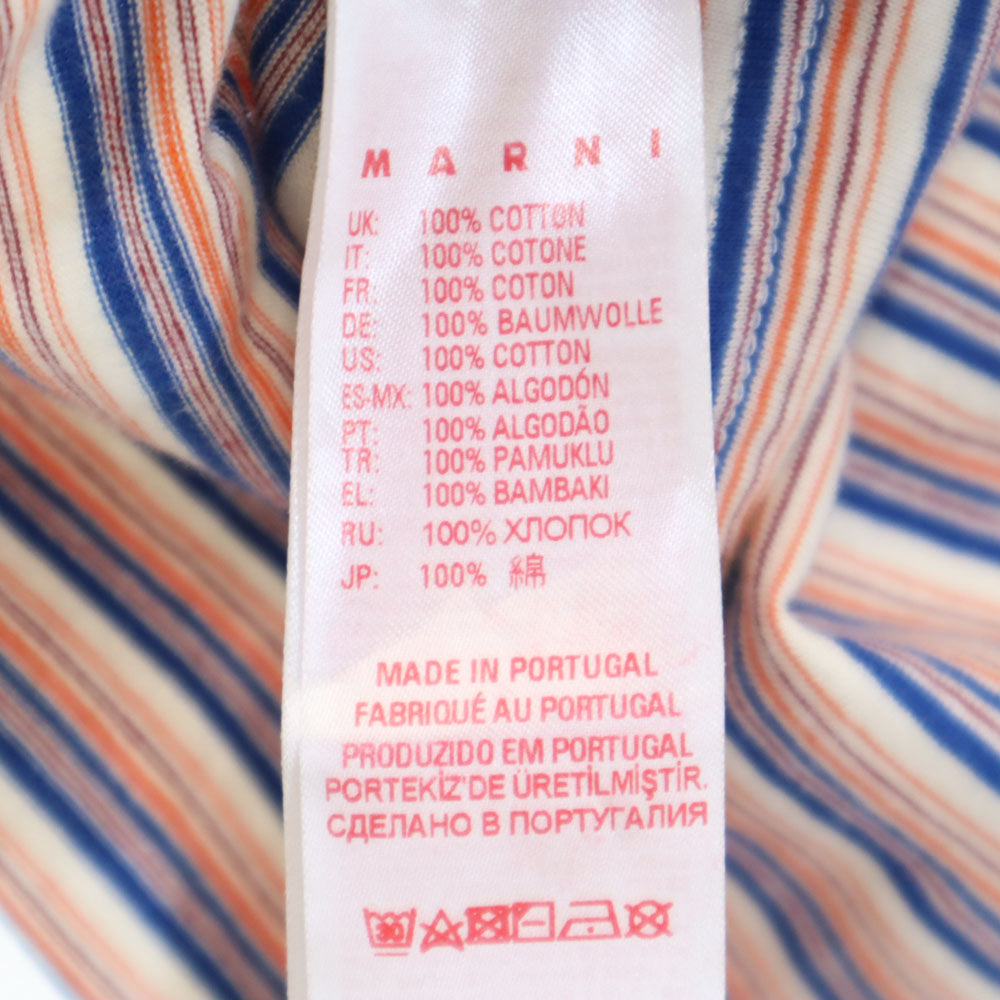 MARNI
UK: 100% COTTON
IT: 100% COTONE
FR: 100% COTON
DE: 100% BAUMWOLLE
US: 100% COTTON
ES-MX: 100% ALGODÓN
PT: 100% ALGODÃO
TR: 100% PAMUKLU
EL: 100% BAMBAKI
RU: 100% ХЛОПОК
JP: 100% 綿
MADE IN PORTUGAL
FABRIQUÉ AU PORTUGAL
PRODUZIDO EM PORTUGAL
PORTEKİZ'DE ÜRETİLMİŞTİR.
СДЕЛАНО В ПОРТУГАЛИЯ
30